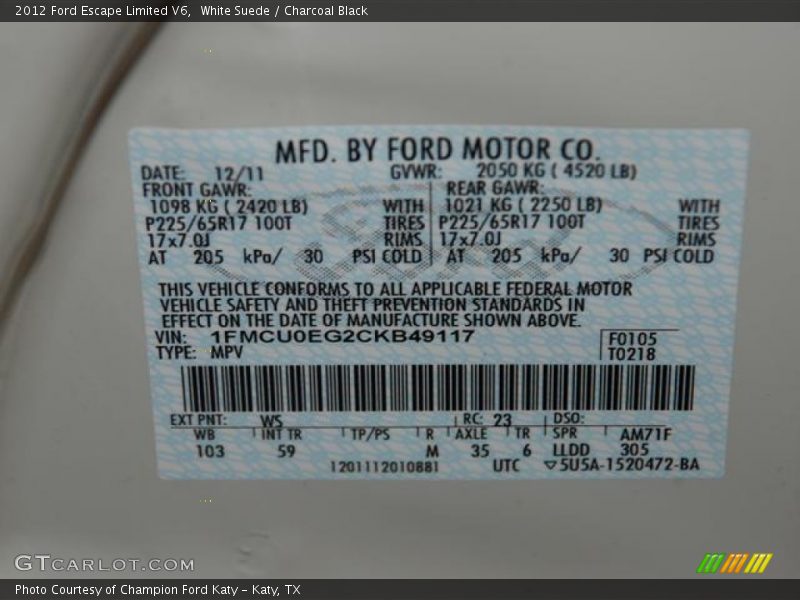 2012 Ford Escape Limited V6, White Suede / Charcoal Black
MFD. BY FORD MOTOR CO.
DATE: 12/11 GVWR: 2050 KG ( 4520 LB)
FRONT GAWR: REAR GAWR:
1098 KG ( 2420 LB) WITH 1021 KG ( 2250 LB) WITH
P225/65R17 100T TIRES P225/65R17 100T TIRES
17x7.0J RIMS 17x7.0J RIMS
AT 205 kPa/ 30 PSI COLD AT 205 kPa/ 30 PSI COLD
THIS VEHICLE CONFORMS TO ALL APPLICABLE FEDERAL MOTOR
VEHICLE SAFETY AND THEFT PREVENTION STANDARDS IN
EFFECT ON THE DATE OF MANUFACTURE SHOWN ABOVE.
VIN: 1FMCU0EG2CKB49117 F0105
TYPE: MPV T0218
EXT PNT: WS RC: 23 DSO:
WB INT TR TP/PS R AXLE TR SPR AM71F
103 59 M 35 6 LLDD 305
1201112010881 UTC ▽5U5A-1520472-BA
GTCARLOT.COM
Photo Courtesy of Champion Ford Katy – Katy, TX